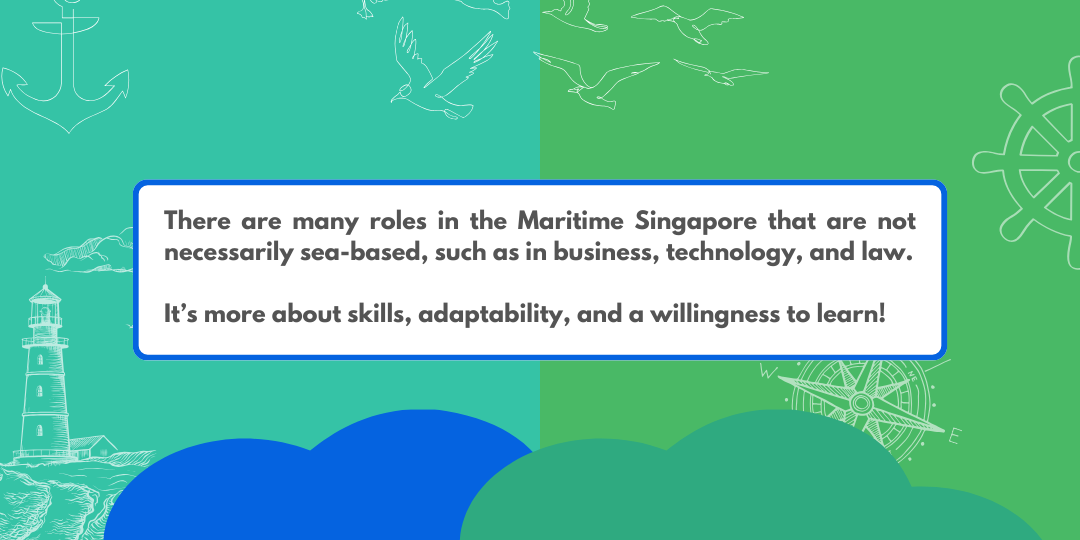 There are many roles in the Maritime Singapore that are not
necessarily sea-based, such as in business, technology, and law.
It's more about skills, adaptability, and a willingness to learn!
W
NE
E